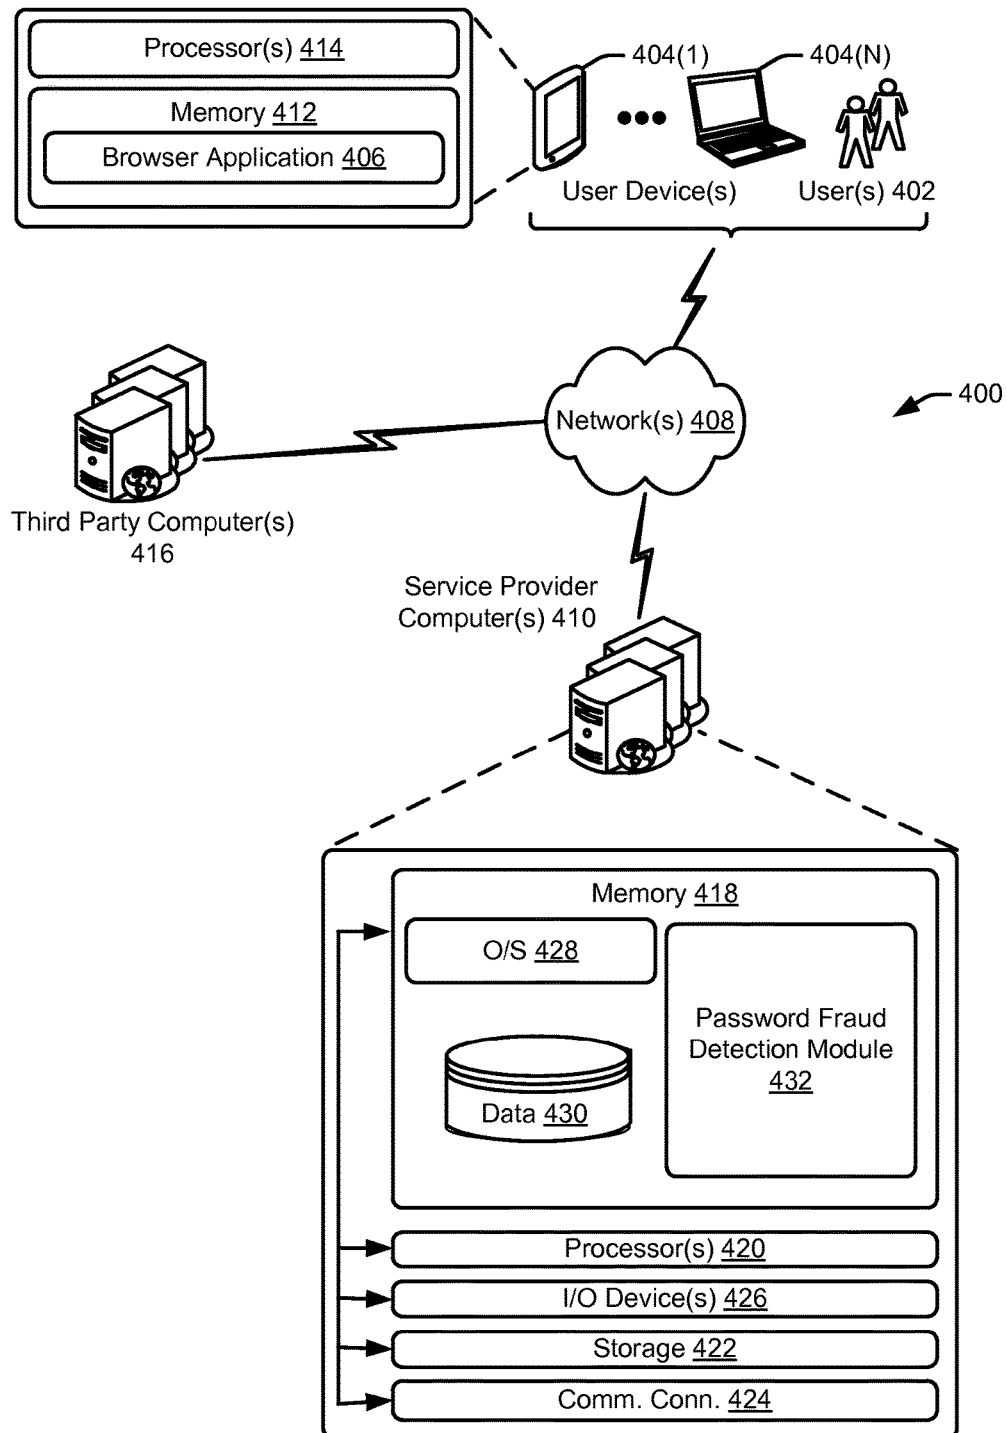 Processor(s) 414
Memory 412
Browser Application 406
404(1)
404(N)
User Device(s)
User(s) 402
Network(s) 408
400
Third Party Computer(s)
416
Service Provider
Computer(s) 410
Memory 418
O/S 428
Data 430
Password Fraud
Detection Module
432
Processor(s) 420
I/O Device(s) 426
Storage 422
Comm. Conn. 424